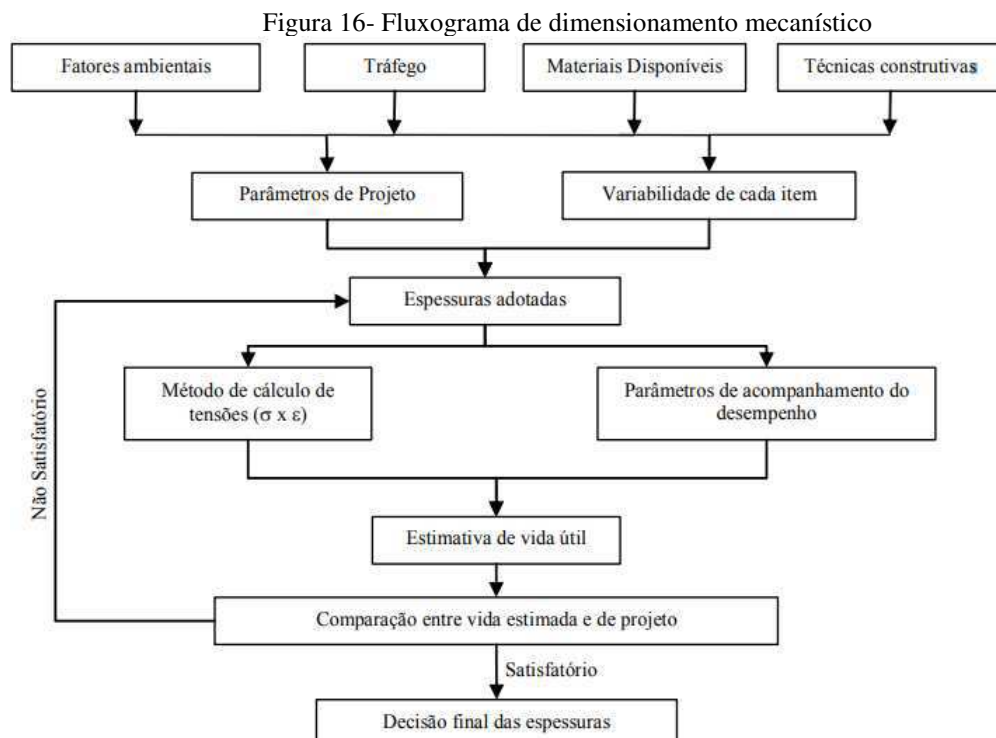 Figura 16- Fluxograma de dimensionamento mecanístico
Fatores ambientais
Tráfego
Materiais Disponíveis
Técnicas construtivas
Parâmetros de Projeto
Variabilidade de cada item
Espessuras adotadas
Método de cálculo de
tensões (σ x ε)
Parâmetros de acompanhamento do
desempenho
Não Satisfatório
Estimativa de vida útil
Comparação entre vida estimada e de projeto
Satisfatório
Decisão final das espessuras